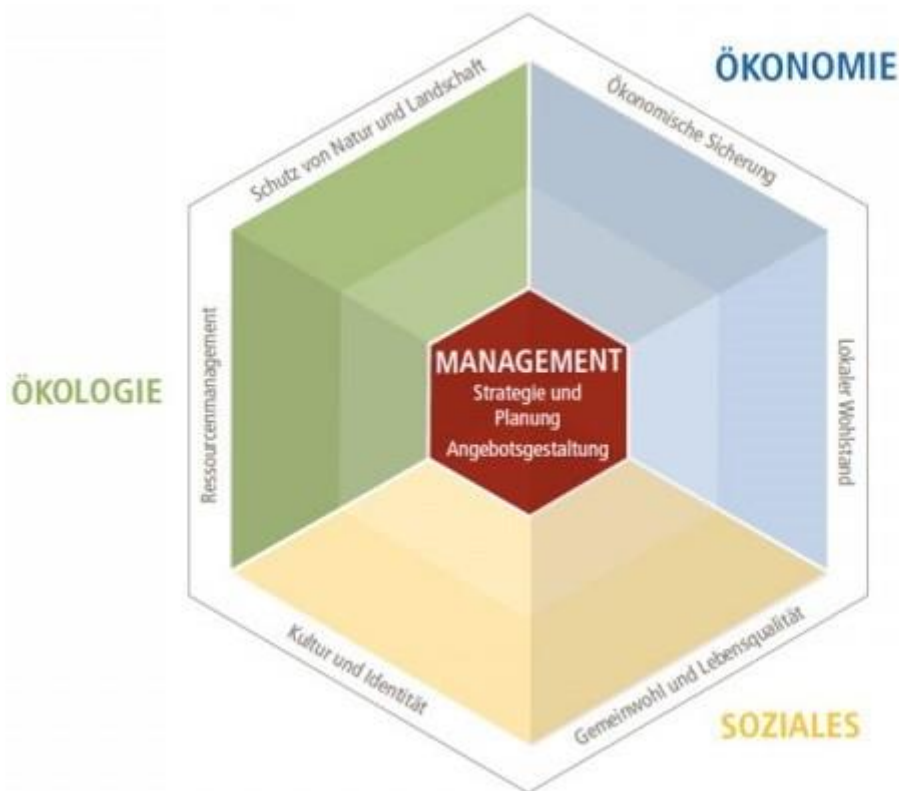 ÖKONOMIE
Schutz von Natur und Landschaft
Ökonomische Sicherung
ÖKOLOGIE
Ressourcenmanagement
MANAGEMENT
Strategie und
Planung
Angebotsgestaltung
Lokaler Wohlstand
Kultur und Identität
Gemeinwohl und Lebensqualität
SOZIALES